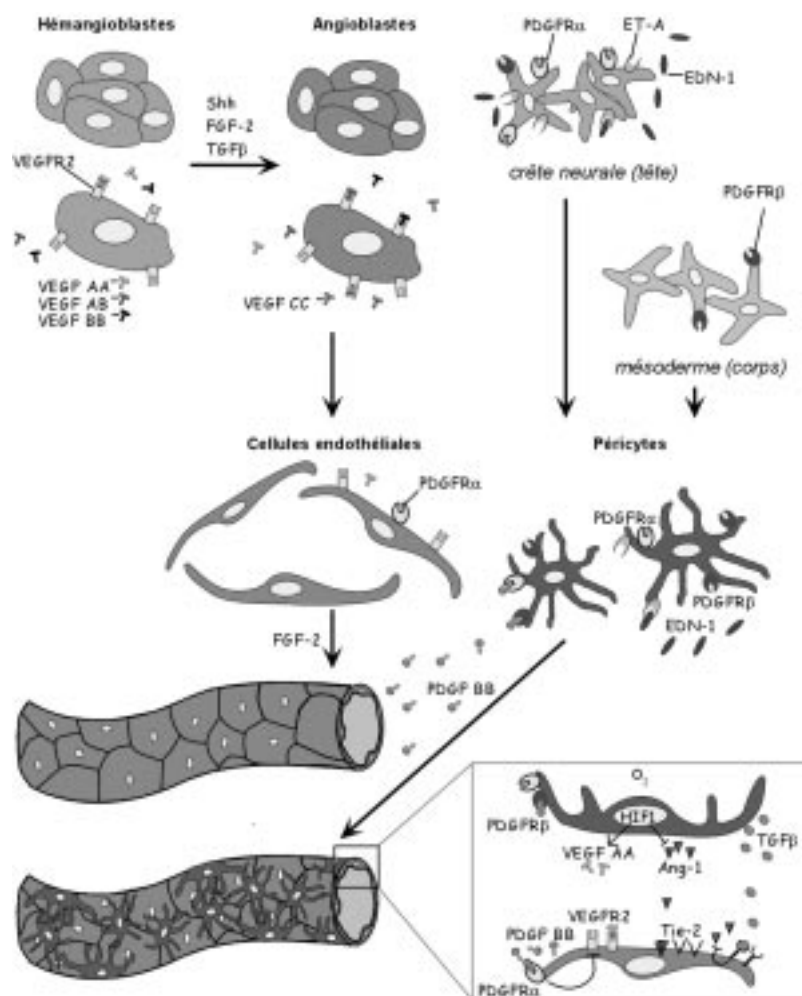 Hémangioblastes
Angioblastes
PDGFRα
ET-A
EDN-1
Shh
FGF-2
TGFβ
VEGFR2
crête neurale (tête)
PDGFRβ
VEGF AA
VEGF AB
VEGF BB
VEGF CC
mésoderme (corps)
Cellules endothéliales
Péricytes
PDGFRα
PDGFRα
PDGFRβ
EDN-1
FGF-2
PDGF BB
O₂
HIF1
PDGFRβ
TGFβ
VEGF AA
Ang-1
VEGFR2
Tie-2
PDGF BB
PDGFRα